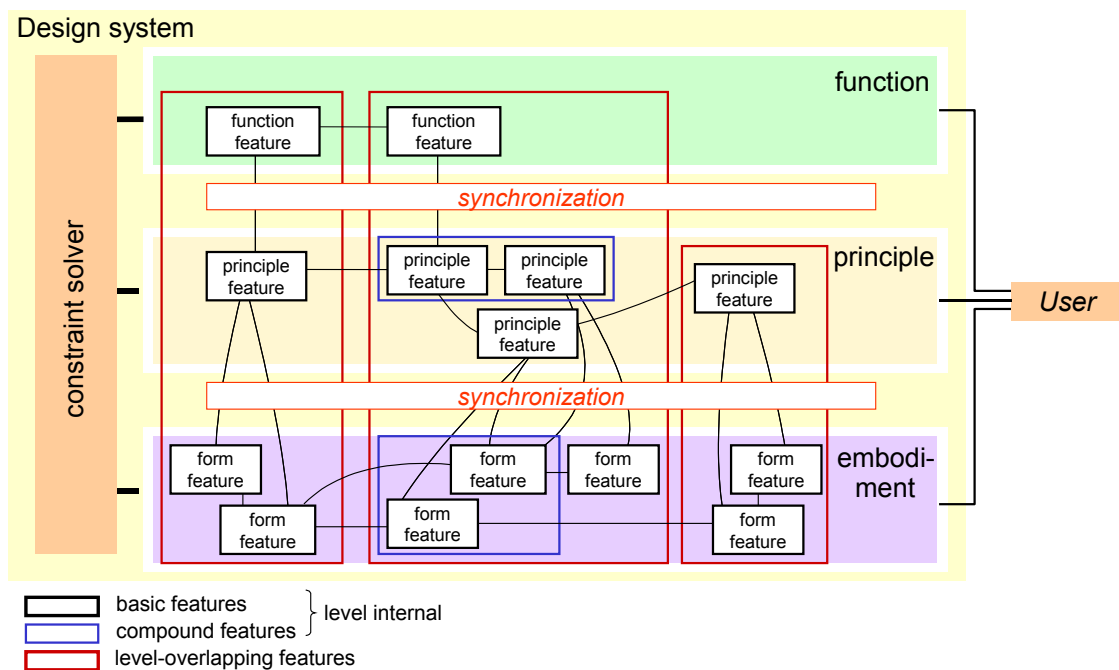 Design system
constraint solver
function
function
feature
function
feature
synchronization
principle
principle
feature
principle
feature
principle
feature
principle
feature
principle
feature
User
synchronization
embodi-
ment
form
feature
form
feature
form
feature
form
feature
form
feature
form
feature
form
feature
basic features
level internal
compound features
level-overlapping features